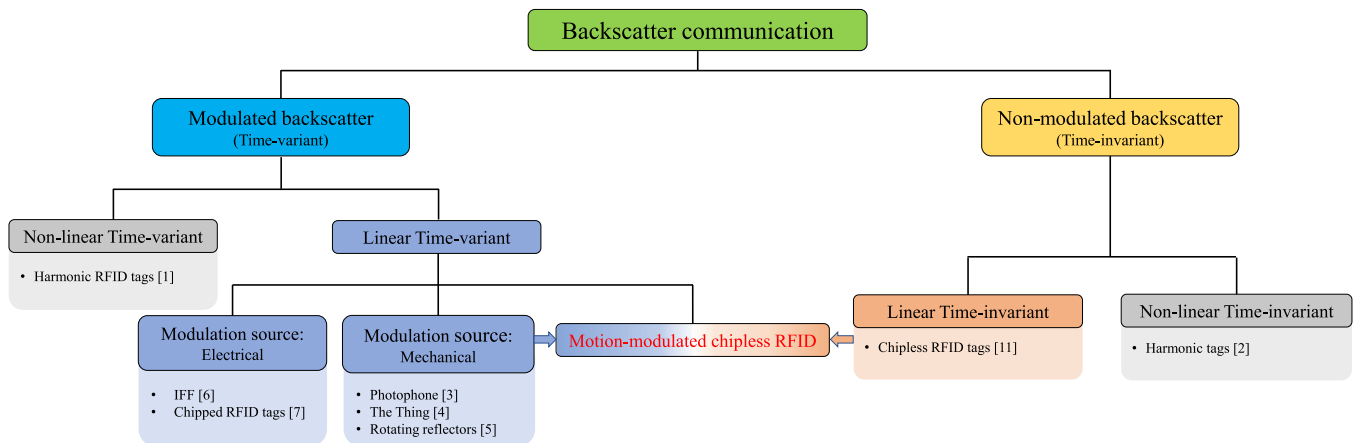 Backscatter communication
Modulated backscatter
(Time-variant)
Non-modulated backscatter
(Time-invariant)
Non-linear Time-variant
• Harmonic RFID tags [1]
Linear Time-variant
Modulation source:
Electrical
• IFF [6]
• Chipped RFID tags [7]
Modulation source:
Mechanical
• Photophone [3]
• The Thing [4]
• Rotating reflectors [5]
Motion-modulated chipless RFID
Linear Time-invariant
• Chipless RFID tags [11]
Non-linear Time-invariant
• Harmonic tags [2]